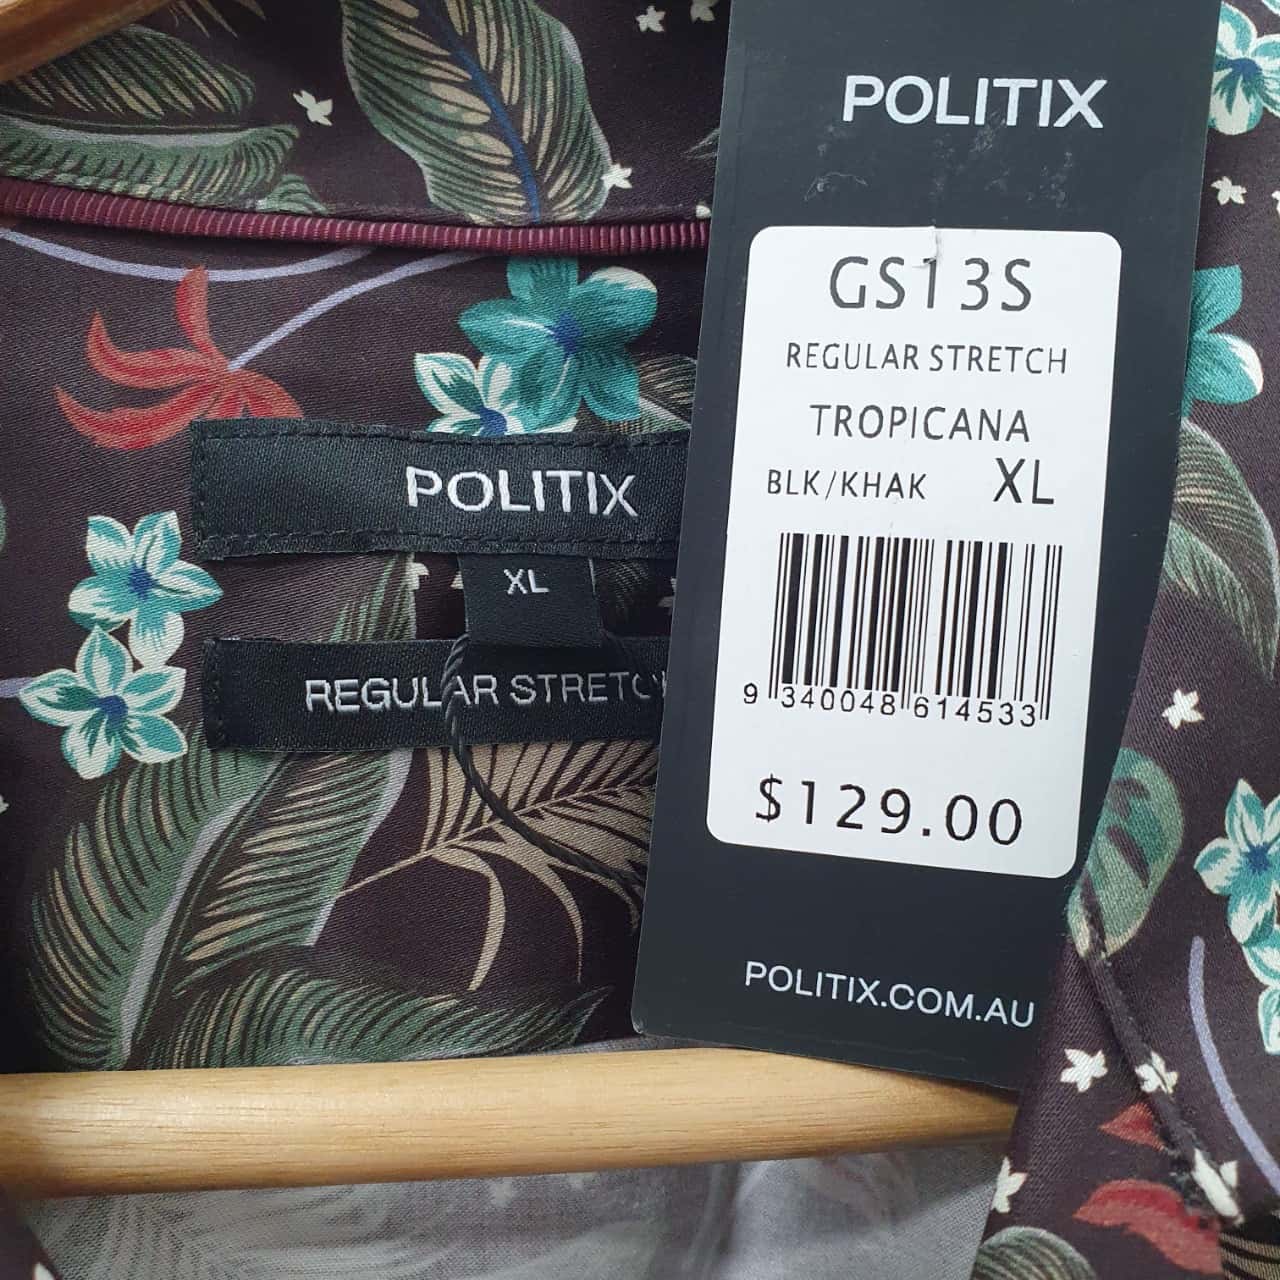 POLITIX
GS13S
REGULAR STRETCH
TROPICANA
BLK/KHAK XL
9 340048 614533
$129.00
POLITIX.COM.AU
POLITIX
XL
REGULAR STRETC